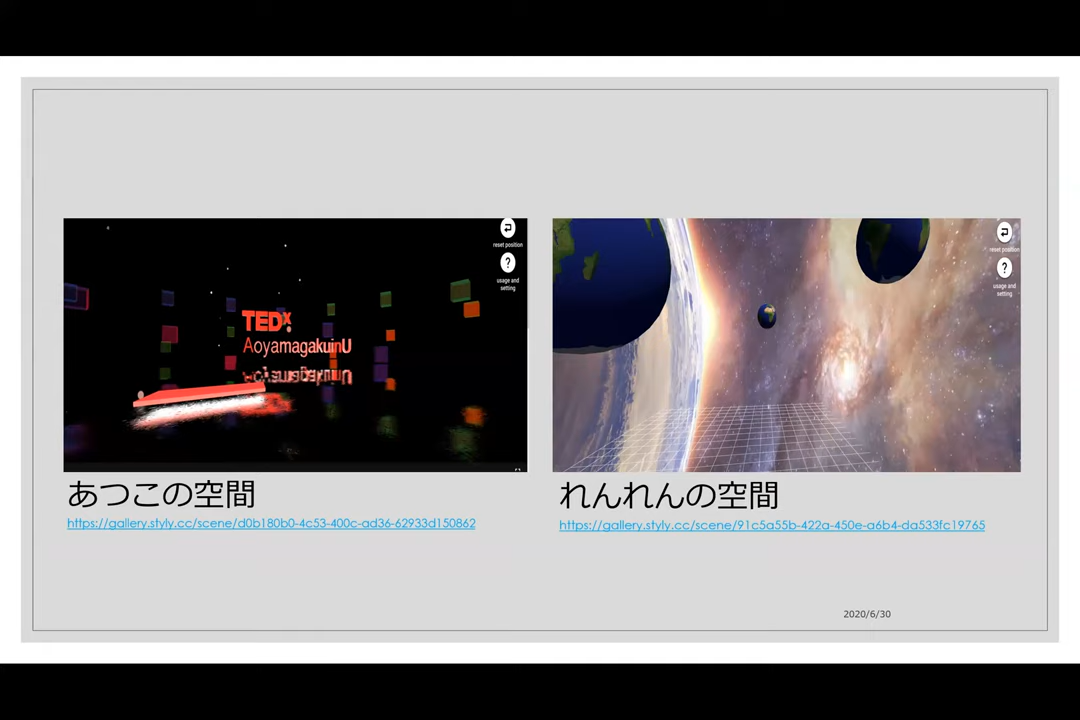 reset position
usage and
setting
TEDx
AoyamagakuinU
reset position
usage and
setting
あつこの空間
https://gallery.styly.cc/scene/d0b180b0-4c53-400c-ad36-62933d150862
れんれんの空間
https://gallery.styly.cc/scene/91c5a55b-422a-450e-a6b4-da533fc19765
2020/6/30